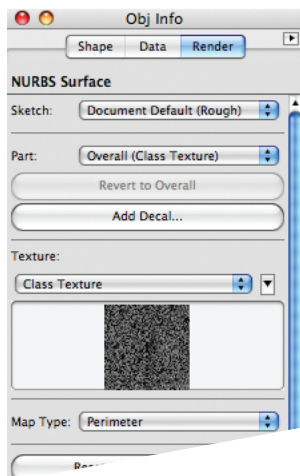 Obj Info
Shape Data Render
NURBS Surface
Sketch: Document Default (Rough)
Part: Overall (Class Texture)
Revert to Overall
Add Decal...
Texture:
Class Texture
Map Type: Perimeter